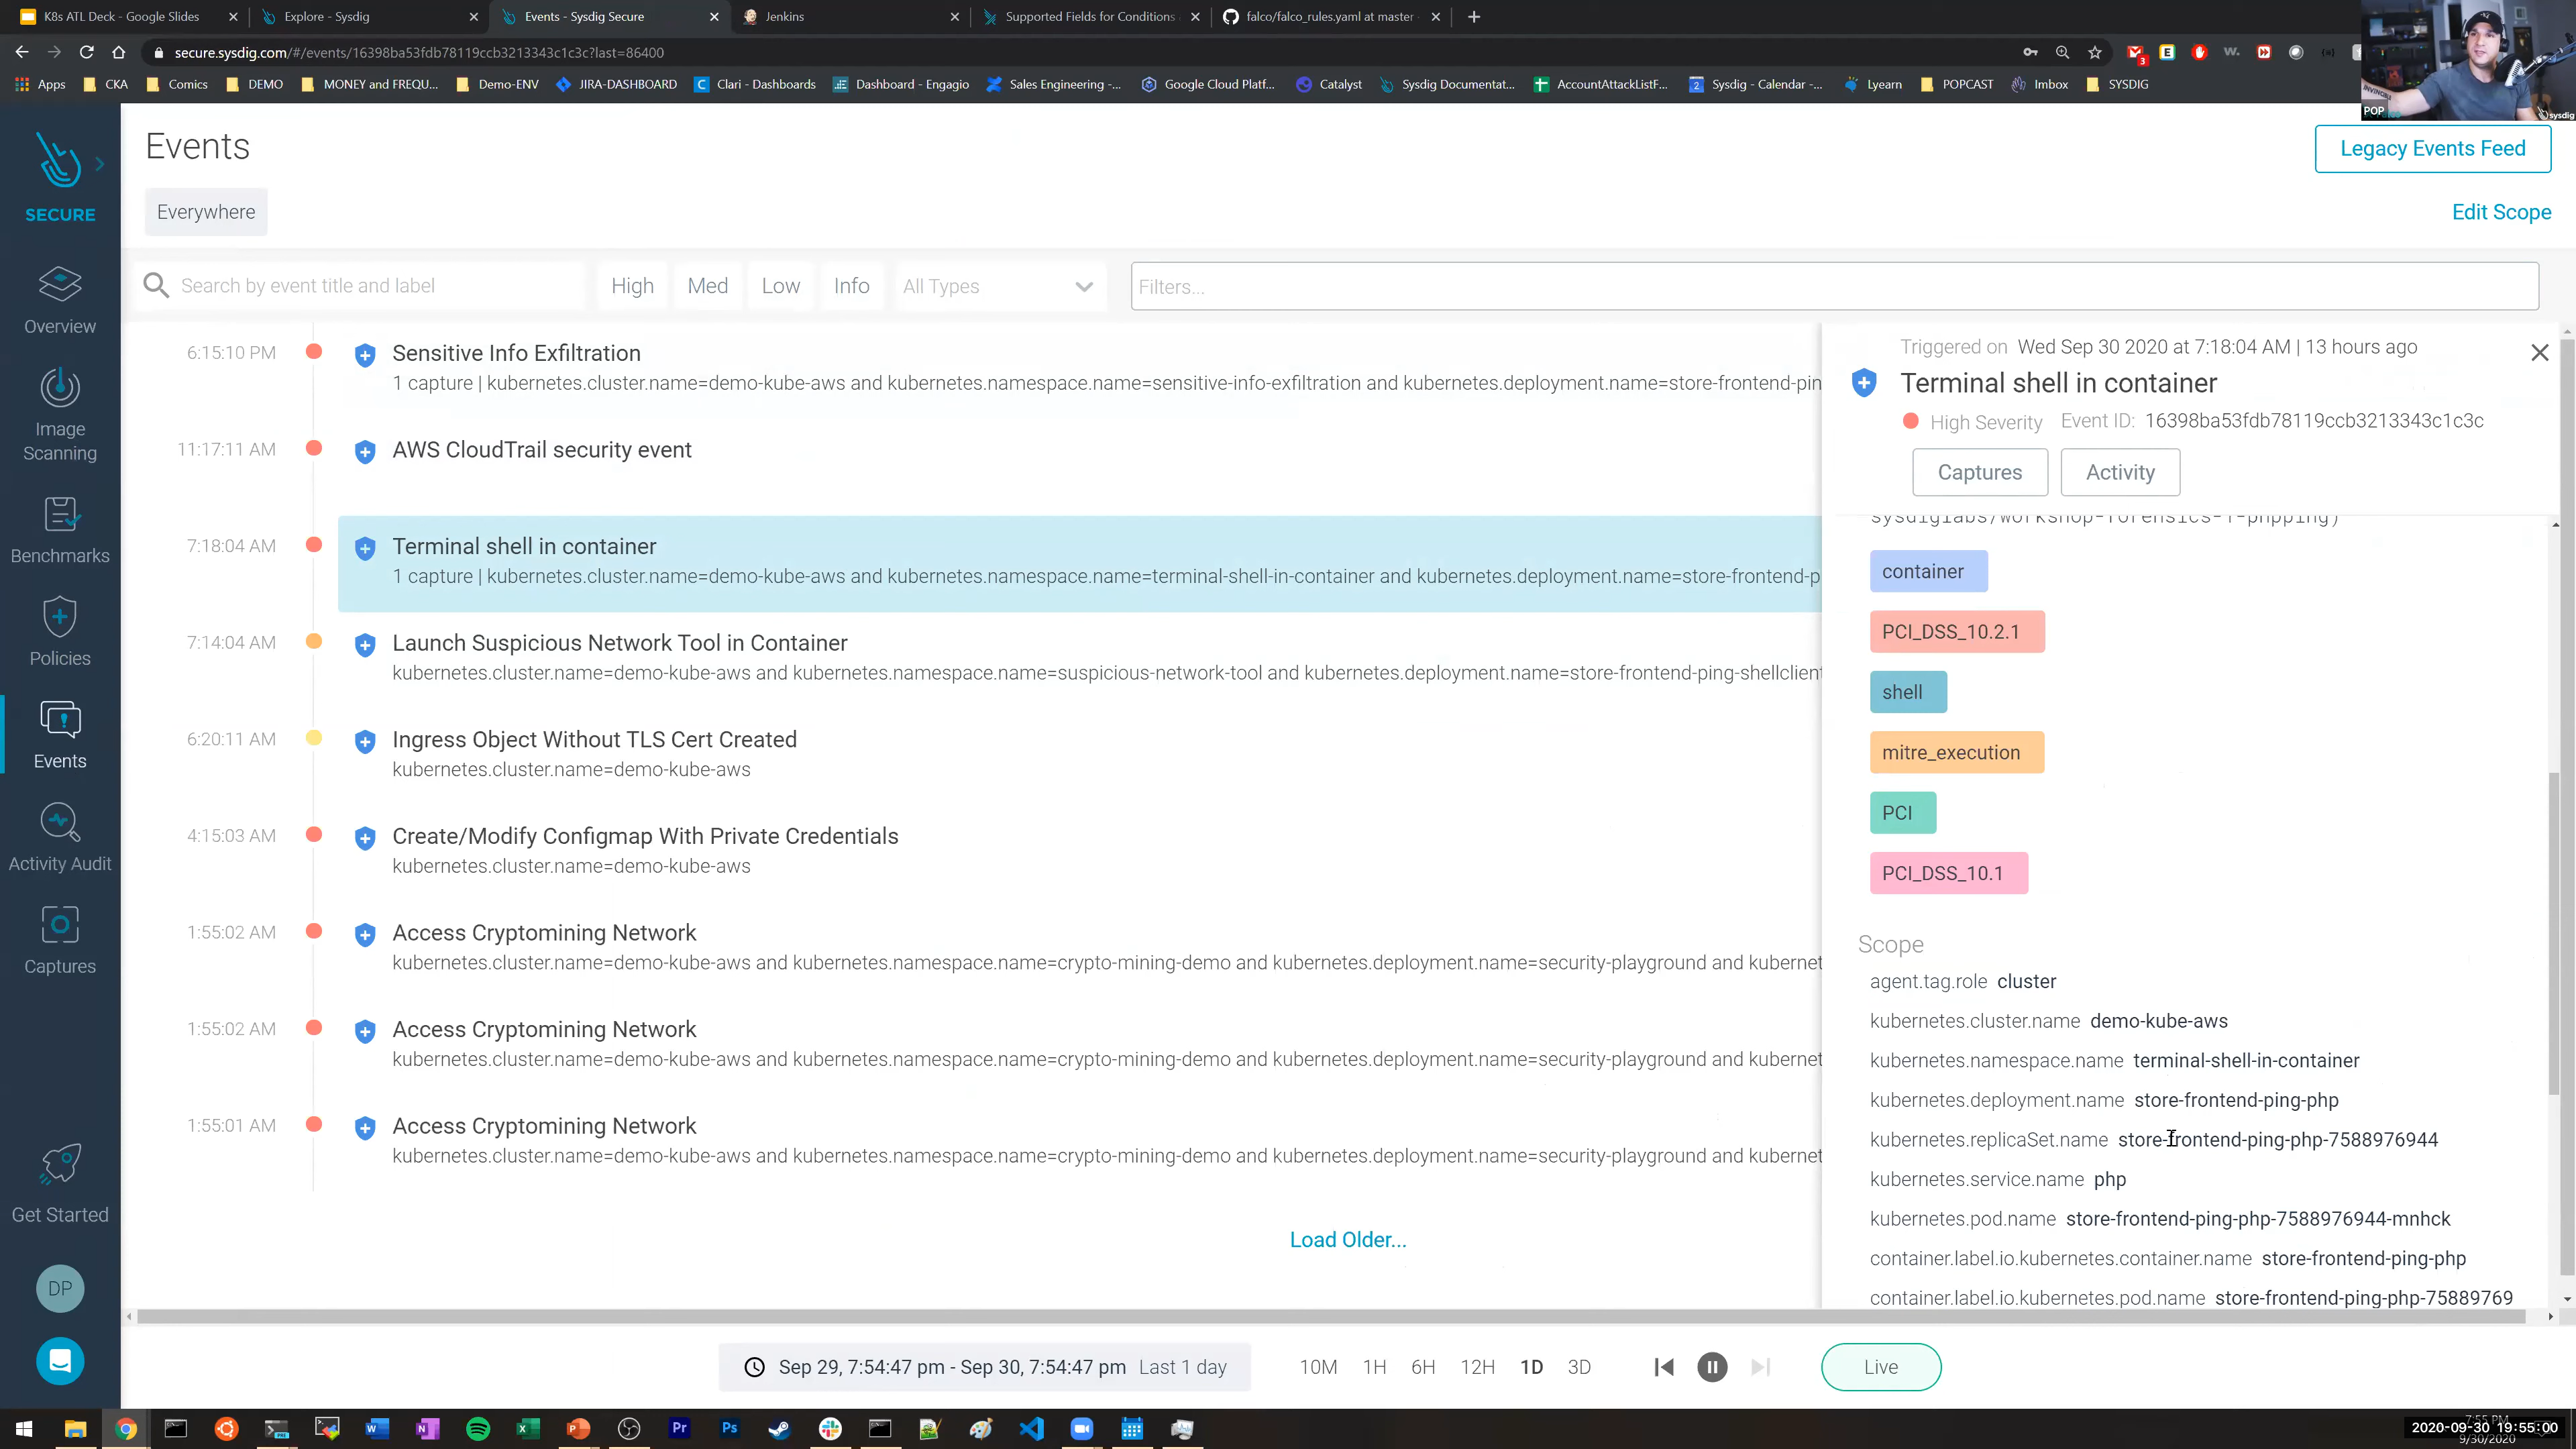 K8s ATL Deck - Google Slides
Explore - Sysdig
Events - Sysdig Secure
Jenkins
Supported Fields for Conditions
falco/falco_rules.yaml at master
secure.sysdig.com/#/events/16398ba53fdb78119ccb3213343c1c3c?last=86400
Apps CKA Comics DEMO MONEY and FREQU... Demo-ENV JIRA-DASHBOARD Clari - Dashboards Dashboard - Engagio Sales Engineering -... Google Cloud Platf... Catalyst Sysdig Documentat... AccountAttackListF... Sysdig - Calendar -... Lyearn POPCAST Imbox SYSDIG
POP
sysdig
SECURE
Overview
Image
Scanning
Benchmarks
Policies
Events
Activity Audit
Captures
Get Started
DP
Events
Legacy Events Feed
Everywhere
Edit Scope
Search by event title and label
High Med Low Info All Types
Filters...
6:15:10 PM
Sensitive Info Exfiltration
1 capture | kubernetes.cluster.name=demo-kube-aws and kubernetes.namespace.name=sensitive-info-exfiltration and kubernetes.deployment.name=store-frontend-pin
11:17:11 AM
AWS CloudTrail security event
7:18:04 AM
Terminal shell in container
1 capture | kubernetes.cluster.name=demo-kube-aws and kubernetes.namespace.name=terminal-shell-in-container and kubernetes.deployment.name=store-frontend-p
7:14:04 AM
Launch Suspicious Network Tool in Container
kubernetes.cluster.name=demo-kube-aws and kubernetes.namespace.name=suspicious-network-tool and kubernetes.deployment.name=store-frontend-ping-shellclient
6:20:11 AM
Ingress Object Without TLS Cert Created
kubernetes.cluster.name=demo-kube-aws
4:15:03 AM
Create/Modify Configmap With Private Credentials
kubernetes.cluster.name=demo-kube-aws
1:55:02 AM
Access Cryptomining Network
kubernetes.cluster.name=demo-kube-aws and kubernetes.namespace.name=crypto-mining-demo and kubernetes.deployment.name=security-playground and kubernet
1:55:02 AM
Access Cryptomining Network
kubernetes.cluster.name=demo-kube-aws and kubernetes.namespace.name=crypto-mining-demo and kubernetes.deployment.name=security-playground and kubernet
1:55:01 AM
Access Cryptomining Network
kubernetes.cluster.name=demo-kube-aws and kubernetes.namespace.name=crypto-mining-demo and kubernetes.deployment.name=security-playground and kubernet
Load Older...
Triggered on Wed Sep 30 2020 at 7:18:04 AM | 13 hours ago
Terminal shell in container
High Severity Event ID: 16398ba53fdb78119ccb3213343c1c3c
Captures Activity
sysdiglabs/workshop-forensics-1-phpping)
container
PCI_DSS_10.2.1
shell
mitre_execution
PCI
PCI_DSS_10.1
Scope
agent.tag.role cluster
kubernetes.cluster.name demo-kube-aws
kubernetes.namespace.name terminal-shell-in-container
kubernetes.deployment.name store-frontend-ping-php
kubernetes.replicaSet.name store-frontend-ping-php-7588976944
kubernetes.service.name php
kubernetes.pod.name store-frontend-ping-php-7588976944-mnhck
container.label.io.kubernetes.container.name store-frontend-ping-php
container.label.io.kubernetes.pod.name store-frontend-ping-php-75889769
Sep 29, 7:54:47 pm - Sep 30, 7:54:47 pm Last 1 day
10M 1H 6H 12H 1D 3D
Live
7:55 PM
2020-09-30 19:55:00
9/30/2020